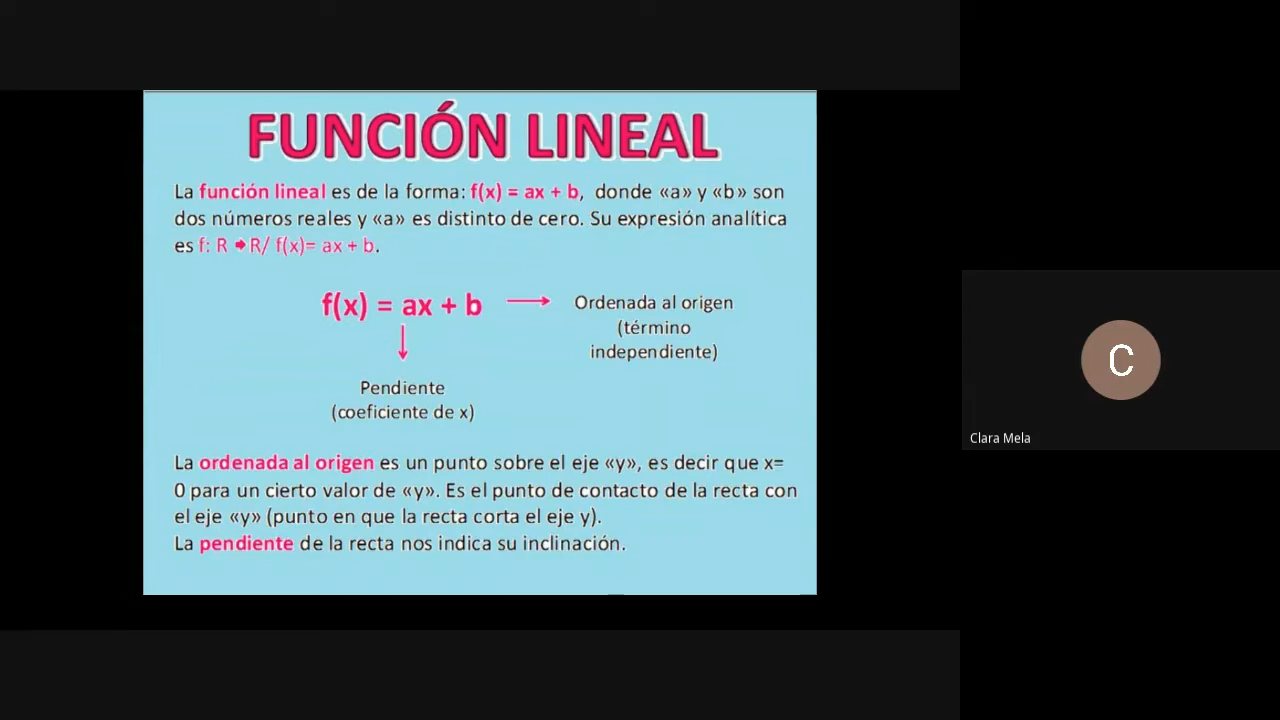 FUNCIÓN LINEAL
La función lineal es de la forma: f(x) = ax + b, donde «a» y «b» son
dos números reales y «a» es distinto de cero. Su expresión analítica
es f: R ➡ R/ f(x)= ax + b.
f(x) = ax + b
Ordenada al origen
(término
independiente)
Pendiente
(coeficiente de x)
La ordenada al origen es un punto sobre el eje «y», es decir que x=
0 para un cierto valor de «y». Es el punto de contacto de la recta con
el eje «y» (punto en que la recta corta el eje y).
La pendiente de la recta nos indica su inclinación.
C
Clara Mela